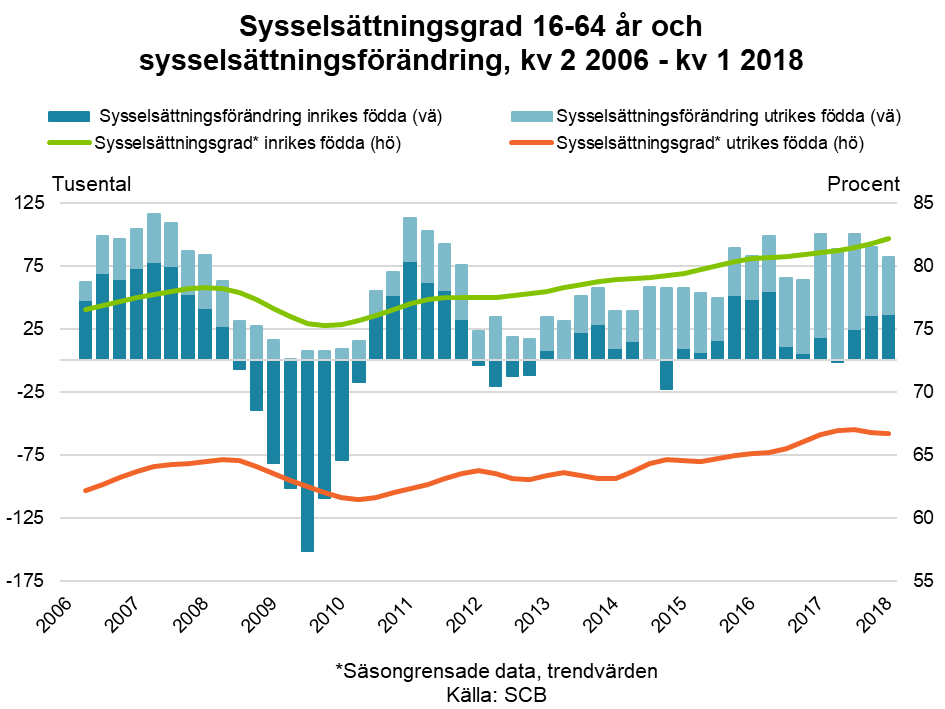 Sysselsättningsgrad 16-64 år och
sysselsättningsförändring, kv 2 2006 - kv 1 2018
Sysselsättningsförändring inrikes födda (vä)
Sysselsättningsförändring utrikes födda (vä)
Sysselsättningsgrad* inrikes födda (hö)
Sysselsättningsgrad* utrikes födda (hö)
Tusental
Procent
125
75
25
-25
-75
-125
-175
85
80
75
70
65
60
55
2006
2007
2008
2009
2010
2011
2012
2013
2014
2015
2016
2017
2018
*Säsongrensade data, trendvärden
Källa: SCB